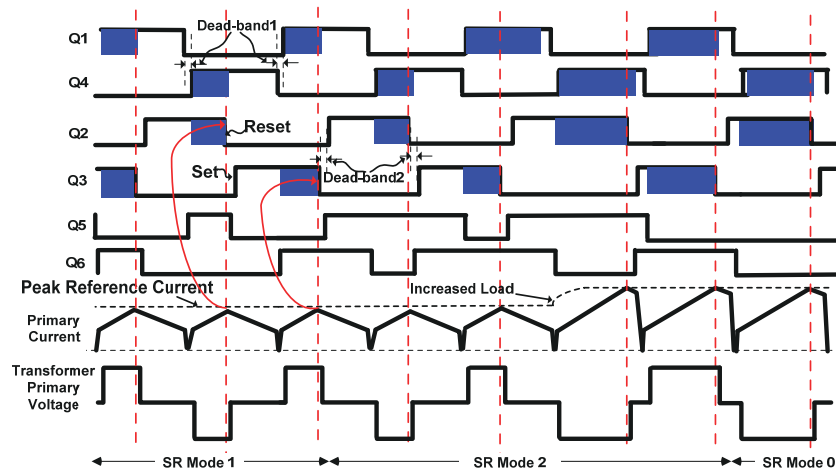 Dead-band1
Q1
Q4
Reset
Q2
Set
Dead-band2
Q3
Q5
Q6
Peak Reference Current
Increased Load
Primary
Current
Transformer
Primary
Voltage
SR Mode 1
SR Mode 2
SR Mode 0